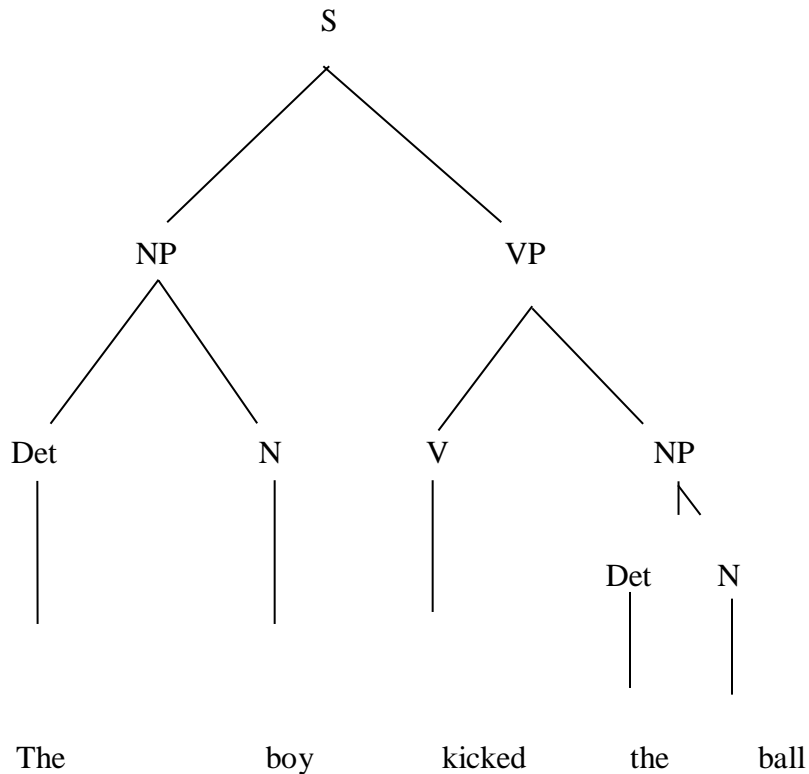 S
NP VP
Det N V NP
Det N
The boy kicked the ball